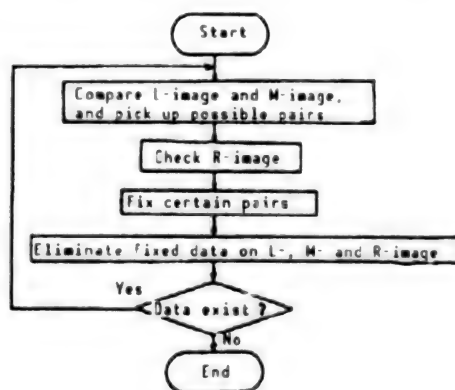 Start
Compare L-image and M-image,
and pick up possible pairs
Check R-image
Fix certain pairs
Eliminate fixed data on L-, M- and R-image
Yes
Data exist ?
No
End